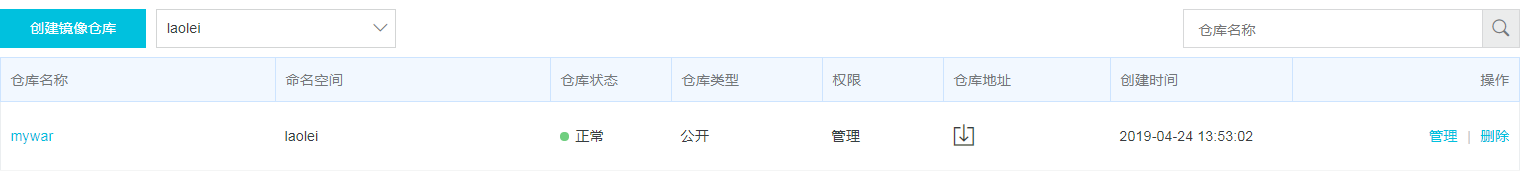 创建镜像仓库 laolei 仓库名称
仓库名称 命名空间 仓库状态 仓库类型 权限 仓库地址 创建时间 操作
mywar laolei 正常 公开 管理 2019-04-24 13:53:02 管理 | 删除